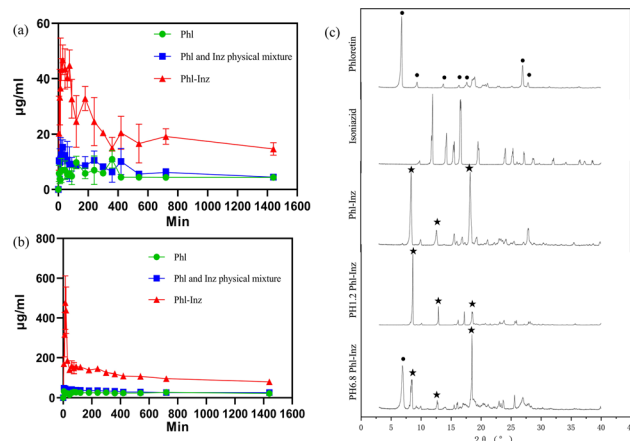 (a)
60
40
20
0
µg/ml
Phl
Phl and Inz physical mixture
Phl-Inz
0 200 400 600 800 1000 1200 1400 1600
Min
(b)
800
600
400
200
0
µg/ml
Phl
Phl and Inz physical mixture
Phl-Inz
0 200 400 600 800 1000 1200 1400 1600
Min
(c)
Phloretin
Isoniazid
Phl-Inz
PH1.2 Phl-Inz
PH6.8 Phl-Inz
0 5 10 15 20 25 30 35 40
2θ (°)